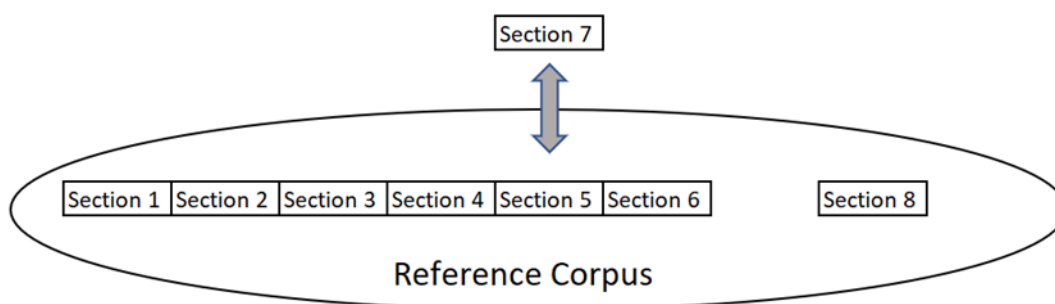 Section 7
Section 1 Section 2 Section 3 Section 4 Section 5 Section 6 Section 8
Reference Corpus